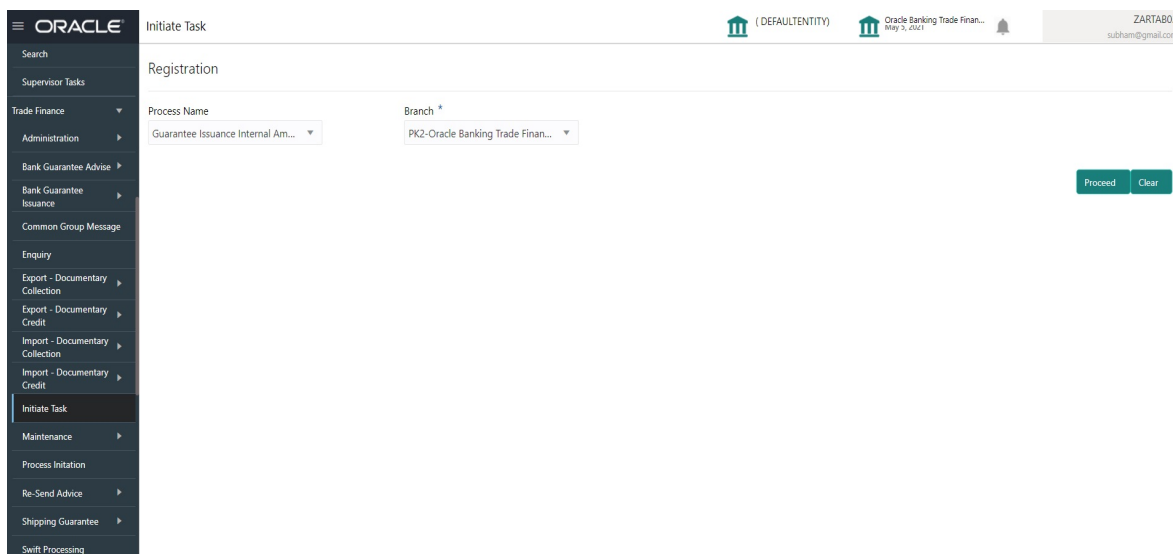 ORACLE
Initiate Task
( DEFAULTENTITY)
Oracle Banking Trade Finan...
May 5, 2021
ZARTAB0
subham@gmail.com
Search
Supervisor Tasks
Trade Finance
Administration
Bank Guarantee Advise
Bank Guarantee
Issuance
Common Group Message
Enquiry
Export - Documentary
Collection
Export - Documentary
Credit
Import - Documentary
Collection
Import - Documentary
Credit
Initiate Task
Maintenance
Process Initation
Re-Send Advice
Shipping Guarantee
Swift Processing
Registration
Process Name
Branch *
Guarantee Issuance Internal Am...
PK2-Oracle Banking Trade Finan...
Proceed
Clear